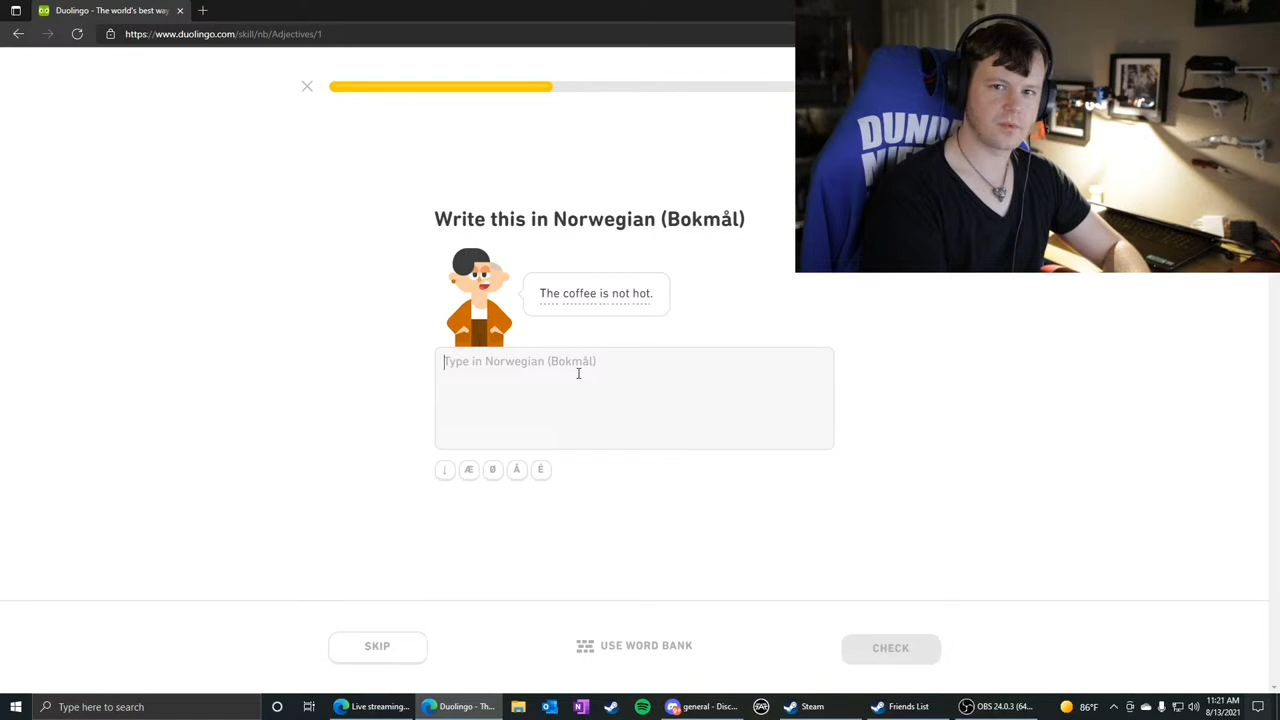 Duolingo - The world's best way
https://www.duolingo.com/skill/nb/Adjectives/1
DUN
NIE
Write this in Norwegian (Bokmål)
The coffee is not hot.
Type in Norwegian (Bokmål)
↓ Æ Ø Å É
SKIP
USE WORD BANK
CHECK
Type here to search
Live streaming...
Duolingo - Th...
general - Disc...
Steam
Friends List
OBS 24.0.3 (64...
86°F
11:21 AM
8/13/2021